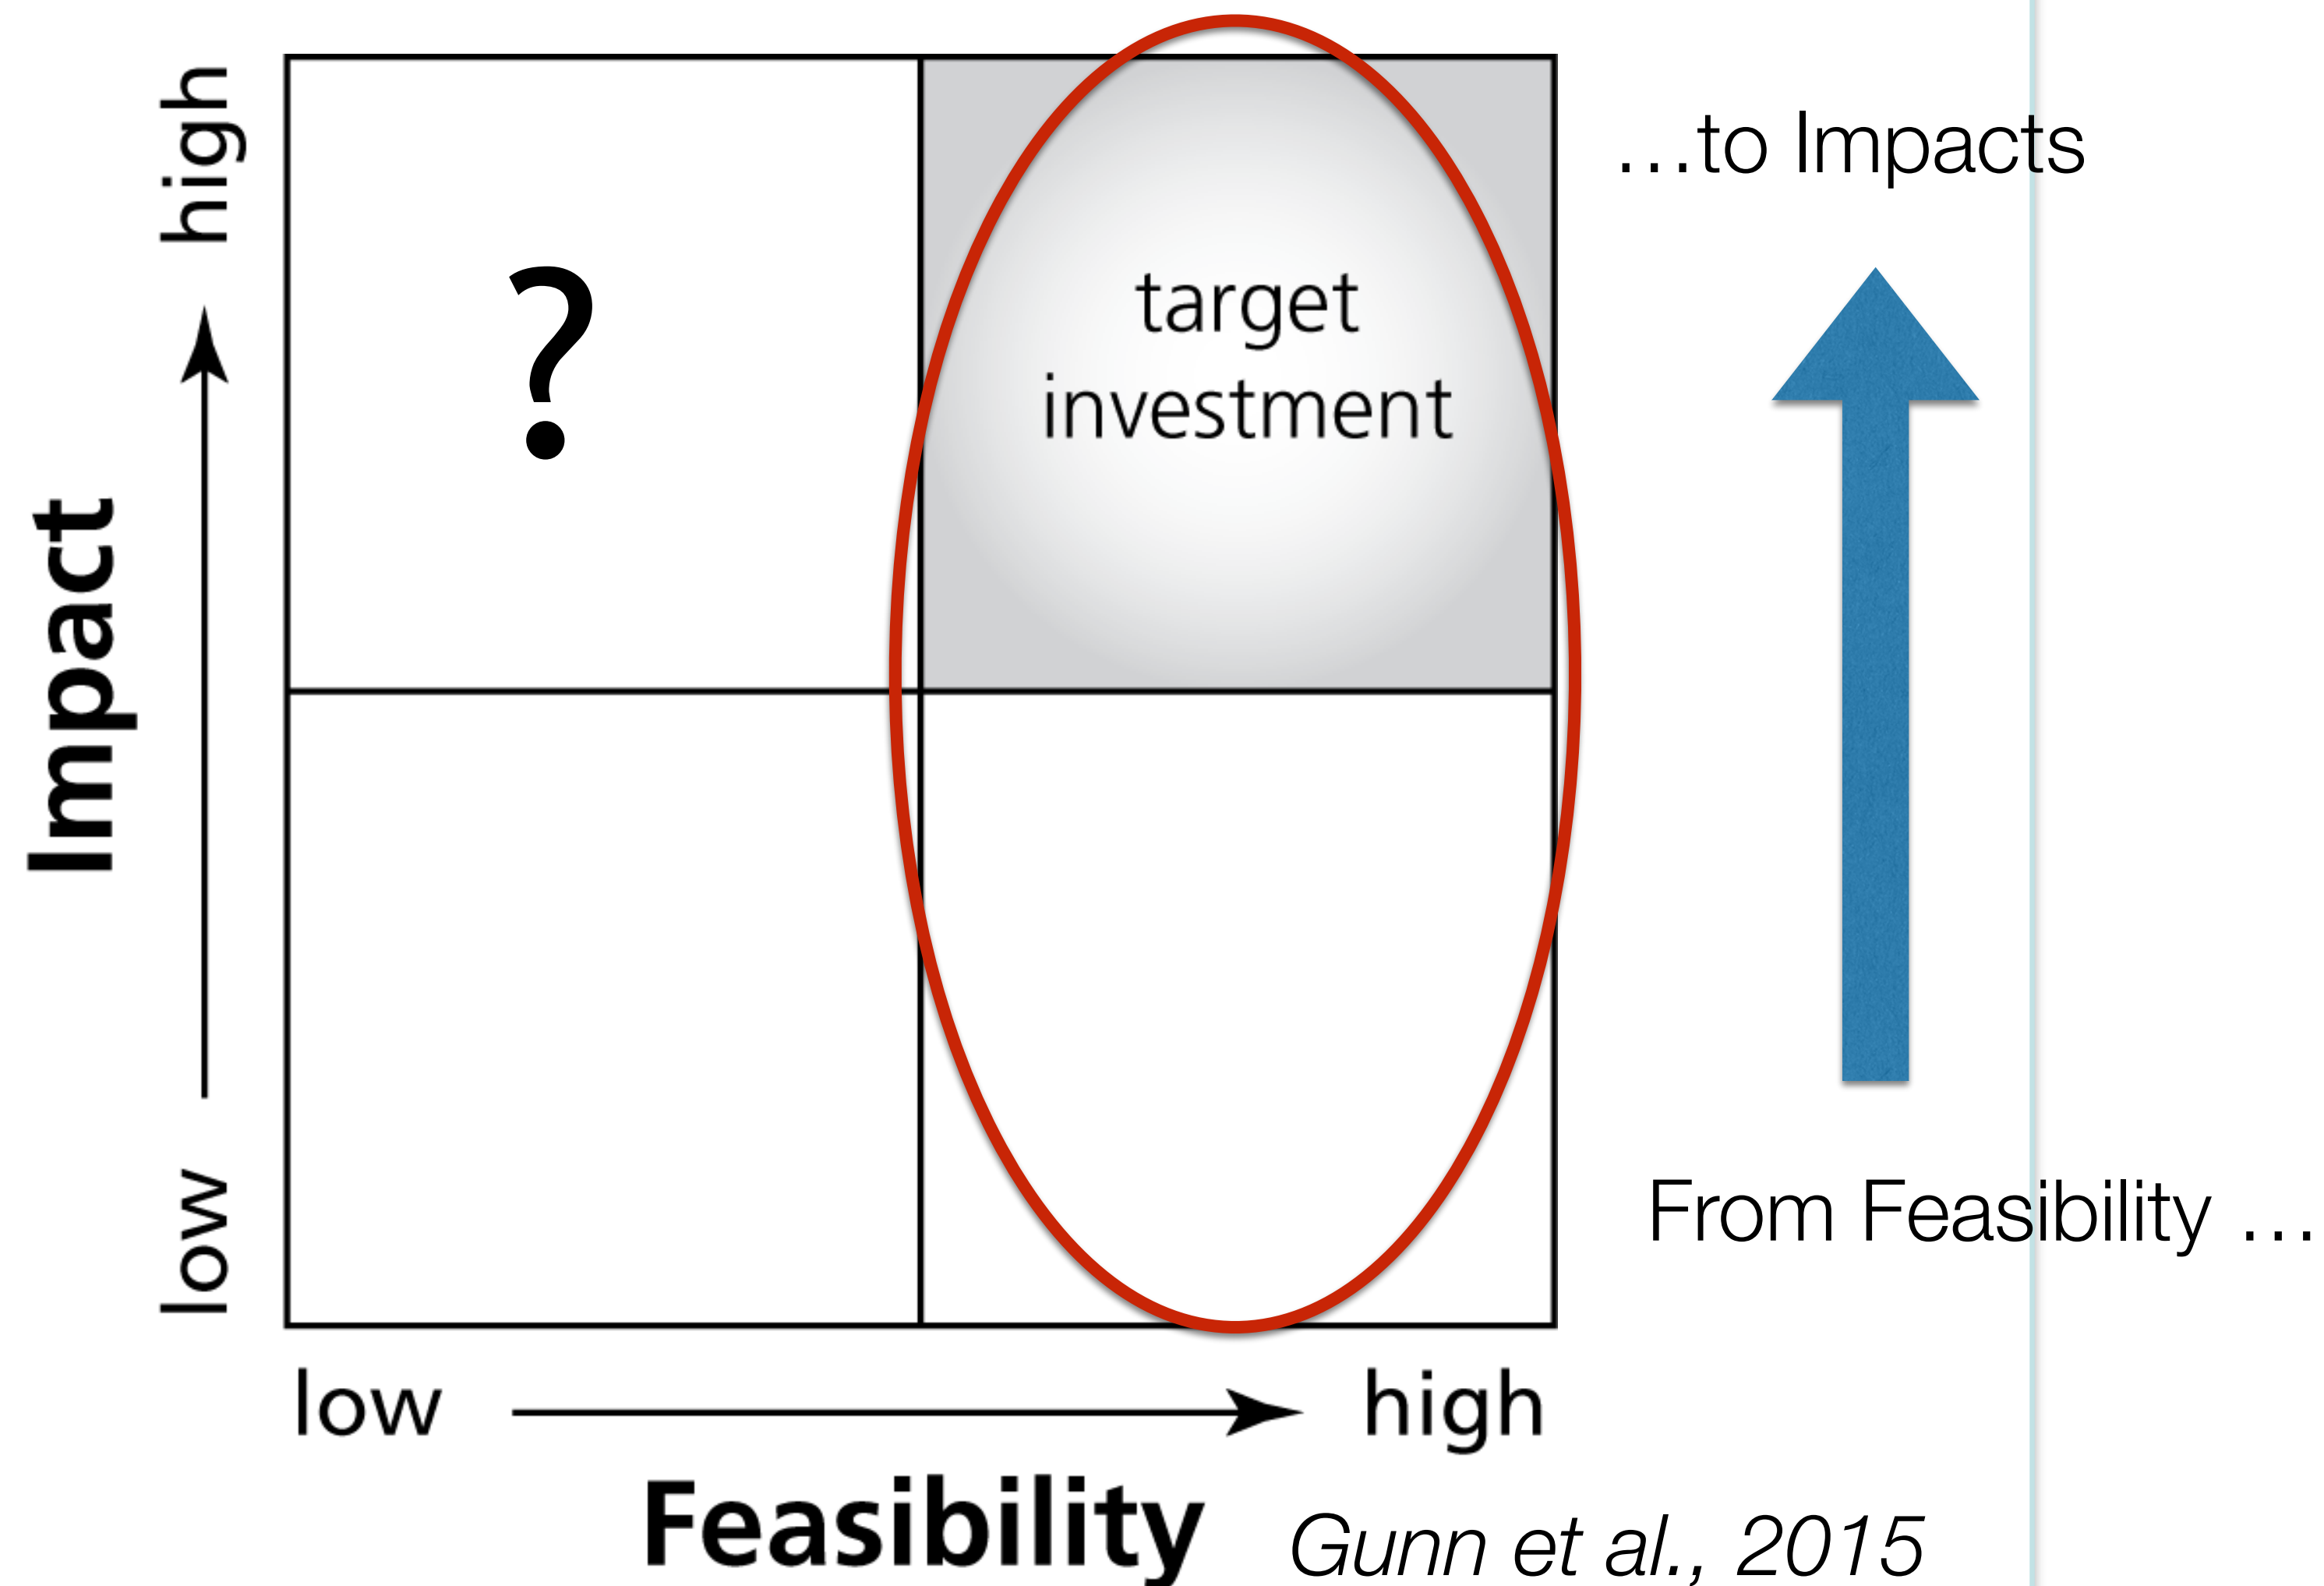 high
…to Impacts
?
target
investment
Impact
low
From Feasibility …
low
high
Feasibility
Gunn et al., 2015